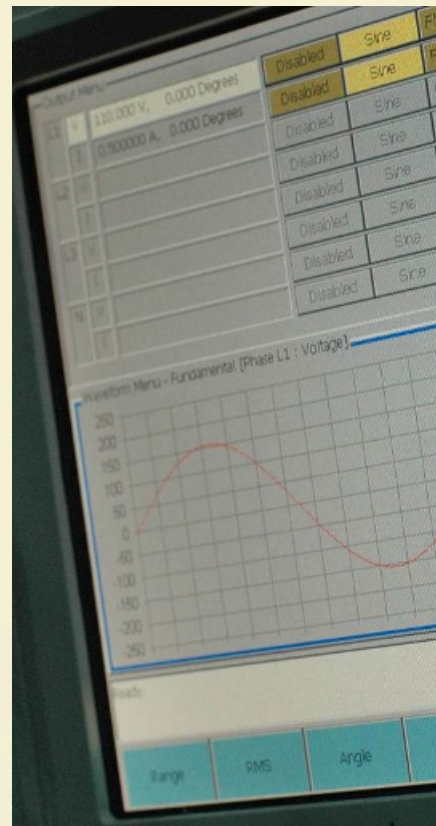 Output Menu
L1 V 110.000 V, 0.000 Degrees Disabled Sine
I 0.500000 A, 0.000 Degrees Disabled Sine
L2 V Disabled Sine
I Disabled Sine
L3 V Disabled Sine
I Disabled Sine
N V Disabled Sine
I Disabled Sine
Waveform Menu - Fundamental [Phase L1 : Voltage]
250
200
150
100
50
0
-50
-100
-150
-200
-250
Ready.
Range RMS Angle